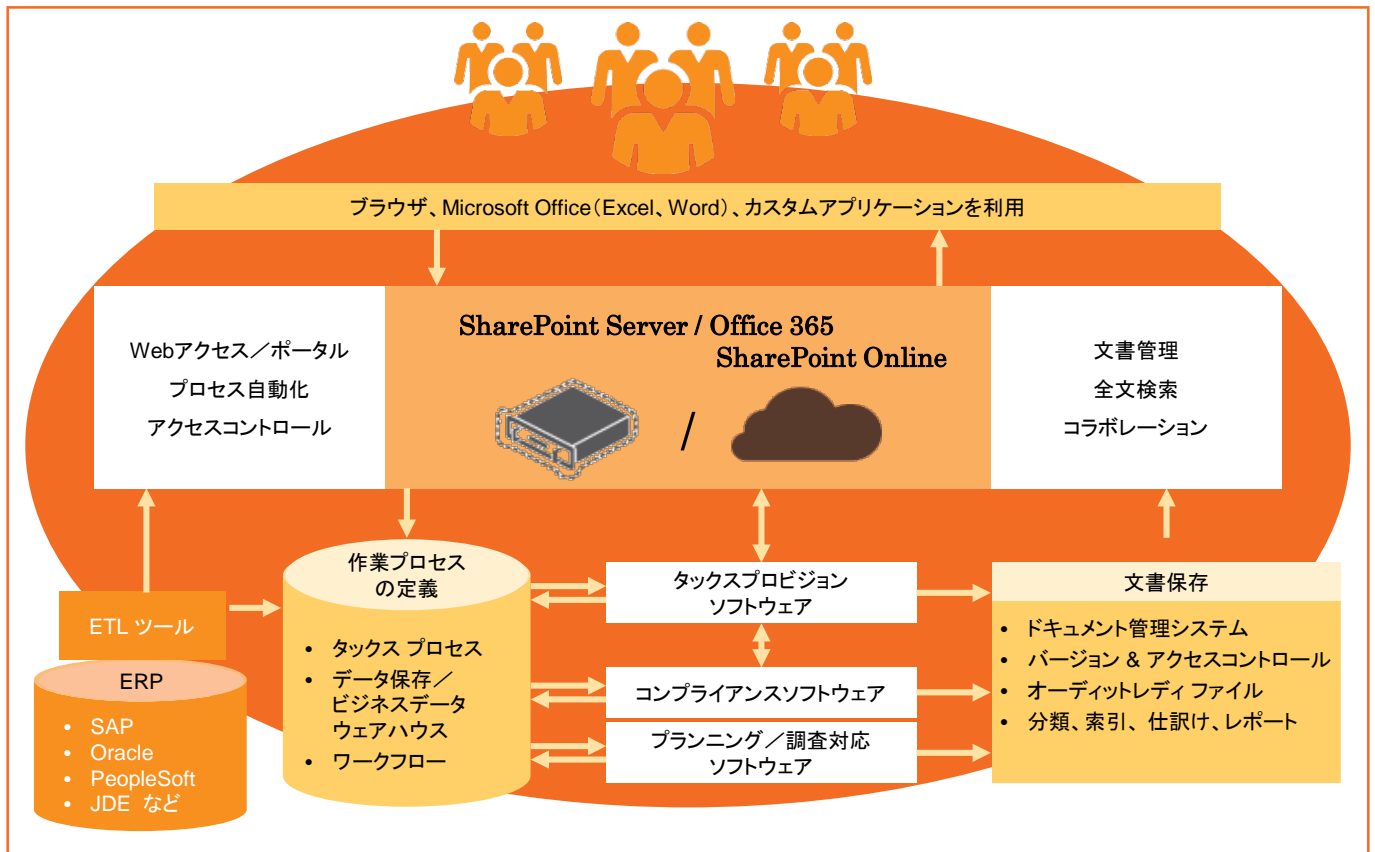 ブラウザ、Microsoft Office（Excel、Word）、カスタムアプリケーションを利用
Webアクセス／ポータル
プロセス自動化
アクセスコントロール
SharePoint Server / Office 365
SharePoint Online
/
文書管理
全文検索
コラボレーション
ETL ツール
ERP
• SAP
• Oracle
• PeopleSoft
• JDE など
作業プロセス
の定義
• タックス プロセス
• データ保存／
ビジネスデータ
ウェアハウス
• ワークフロー
タックスプロビジョン
ソフトウェア
コンプライアンスソフトウェア
プランニング／調査対応
ソフトウェア
文書保存
• ドキュメント管理システム
• バージョン & アクセスコントロール
• オーディットレディ ファイル
• 分類、索引、仕訳け、レポート